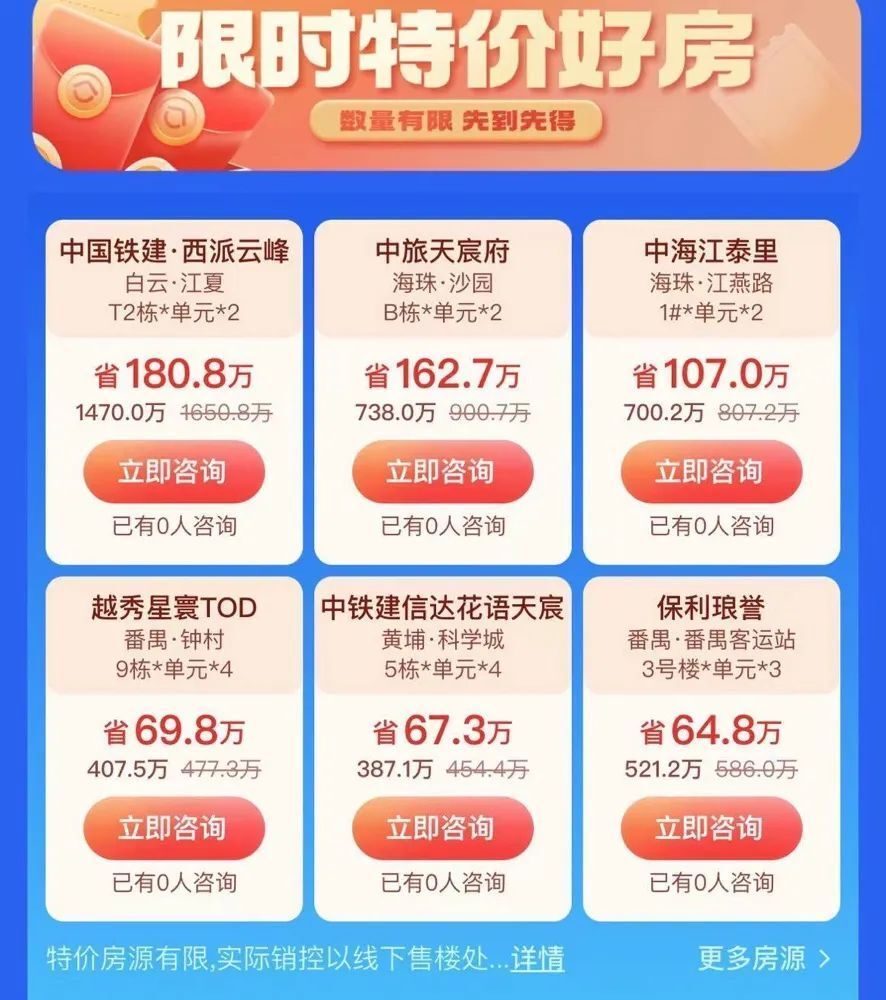 限时特价好房
数量有限 先到先得
中国铁建·西派云峰
白云·江夏
T2栋*单元*2
省180.8万
1470.0万 1650.8万
立即咨询
已有0人咨询
中旅天宸府
海珠·沙园
B栋*单元*2
省162.7万
738.0万 900.7万
立即咨询
已有0人咨询
中海江泰里
海珠·江燕路
1#*单元*2
省107.0万
700.2万 807.2万
立即咨询
已有0人咨询
越秀星寰TOD
番禺·钟村
9栋*单元*4
省69.8万
407.5万 477.3万
立即咨询
已有0人咨询
中铁建信达花语天宸
黄埔·科学城
5栋*单元*4
省67.3万
387.1万 454.4万
立即咨询
已有0人咨询
保利琅誉
番禺·番禺客运站
3号楼*单元*3
省64.8万
521.2万 586.0万
立即咨询
已有0人咨询
特价房源有限,实际销控以线下售楼处...详情
更多房源 >